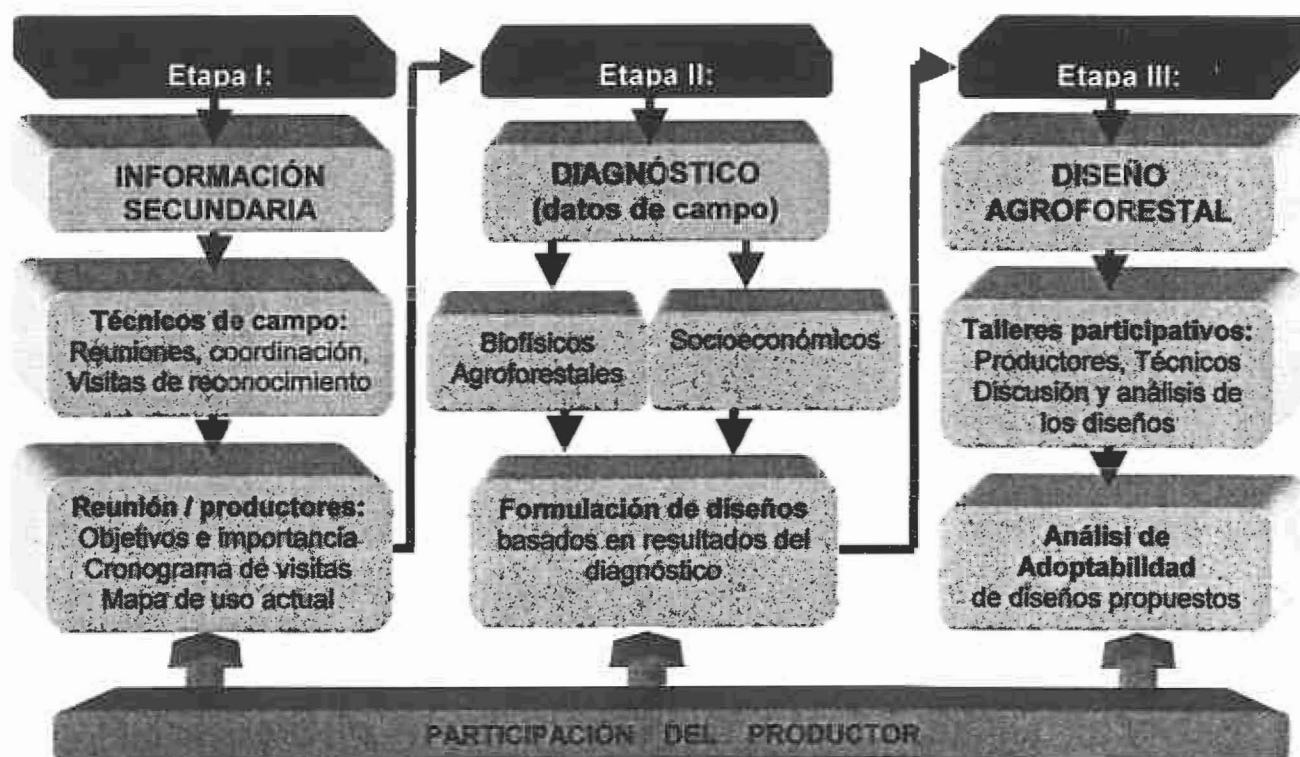 Etapa I:
INFORMACIÓN
SECUNDARIA
Técnicos de campo:
Reuniones, coordinación,
Visitas de reconocimiento
Reunión / productores:
Objetivos e importancia
Cronograma de visitas
Mapa de uso actual
Etapa II:
DIAGNÓSTICO
(datos de campo)
Biofísicos
Agroforestales
Socioeconómicos
Formulación de diseños
basados en resultados del
diagnóstico
Etapa III:
DISEÑO
AGROFORESTAL
Talleres participativos:
Productores, Técnicos
Discusión y análisis de
los diseños
Análisi de
Adoptabilidad
de diseños propuestos
PARTICIPACIÓN DEL PRODUCTOR